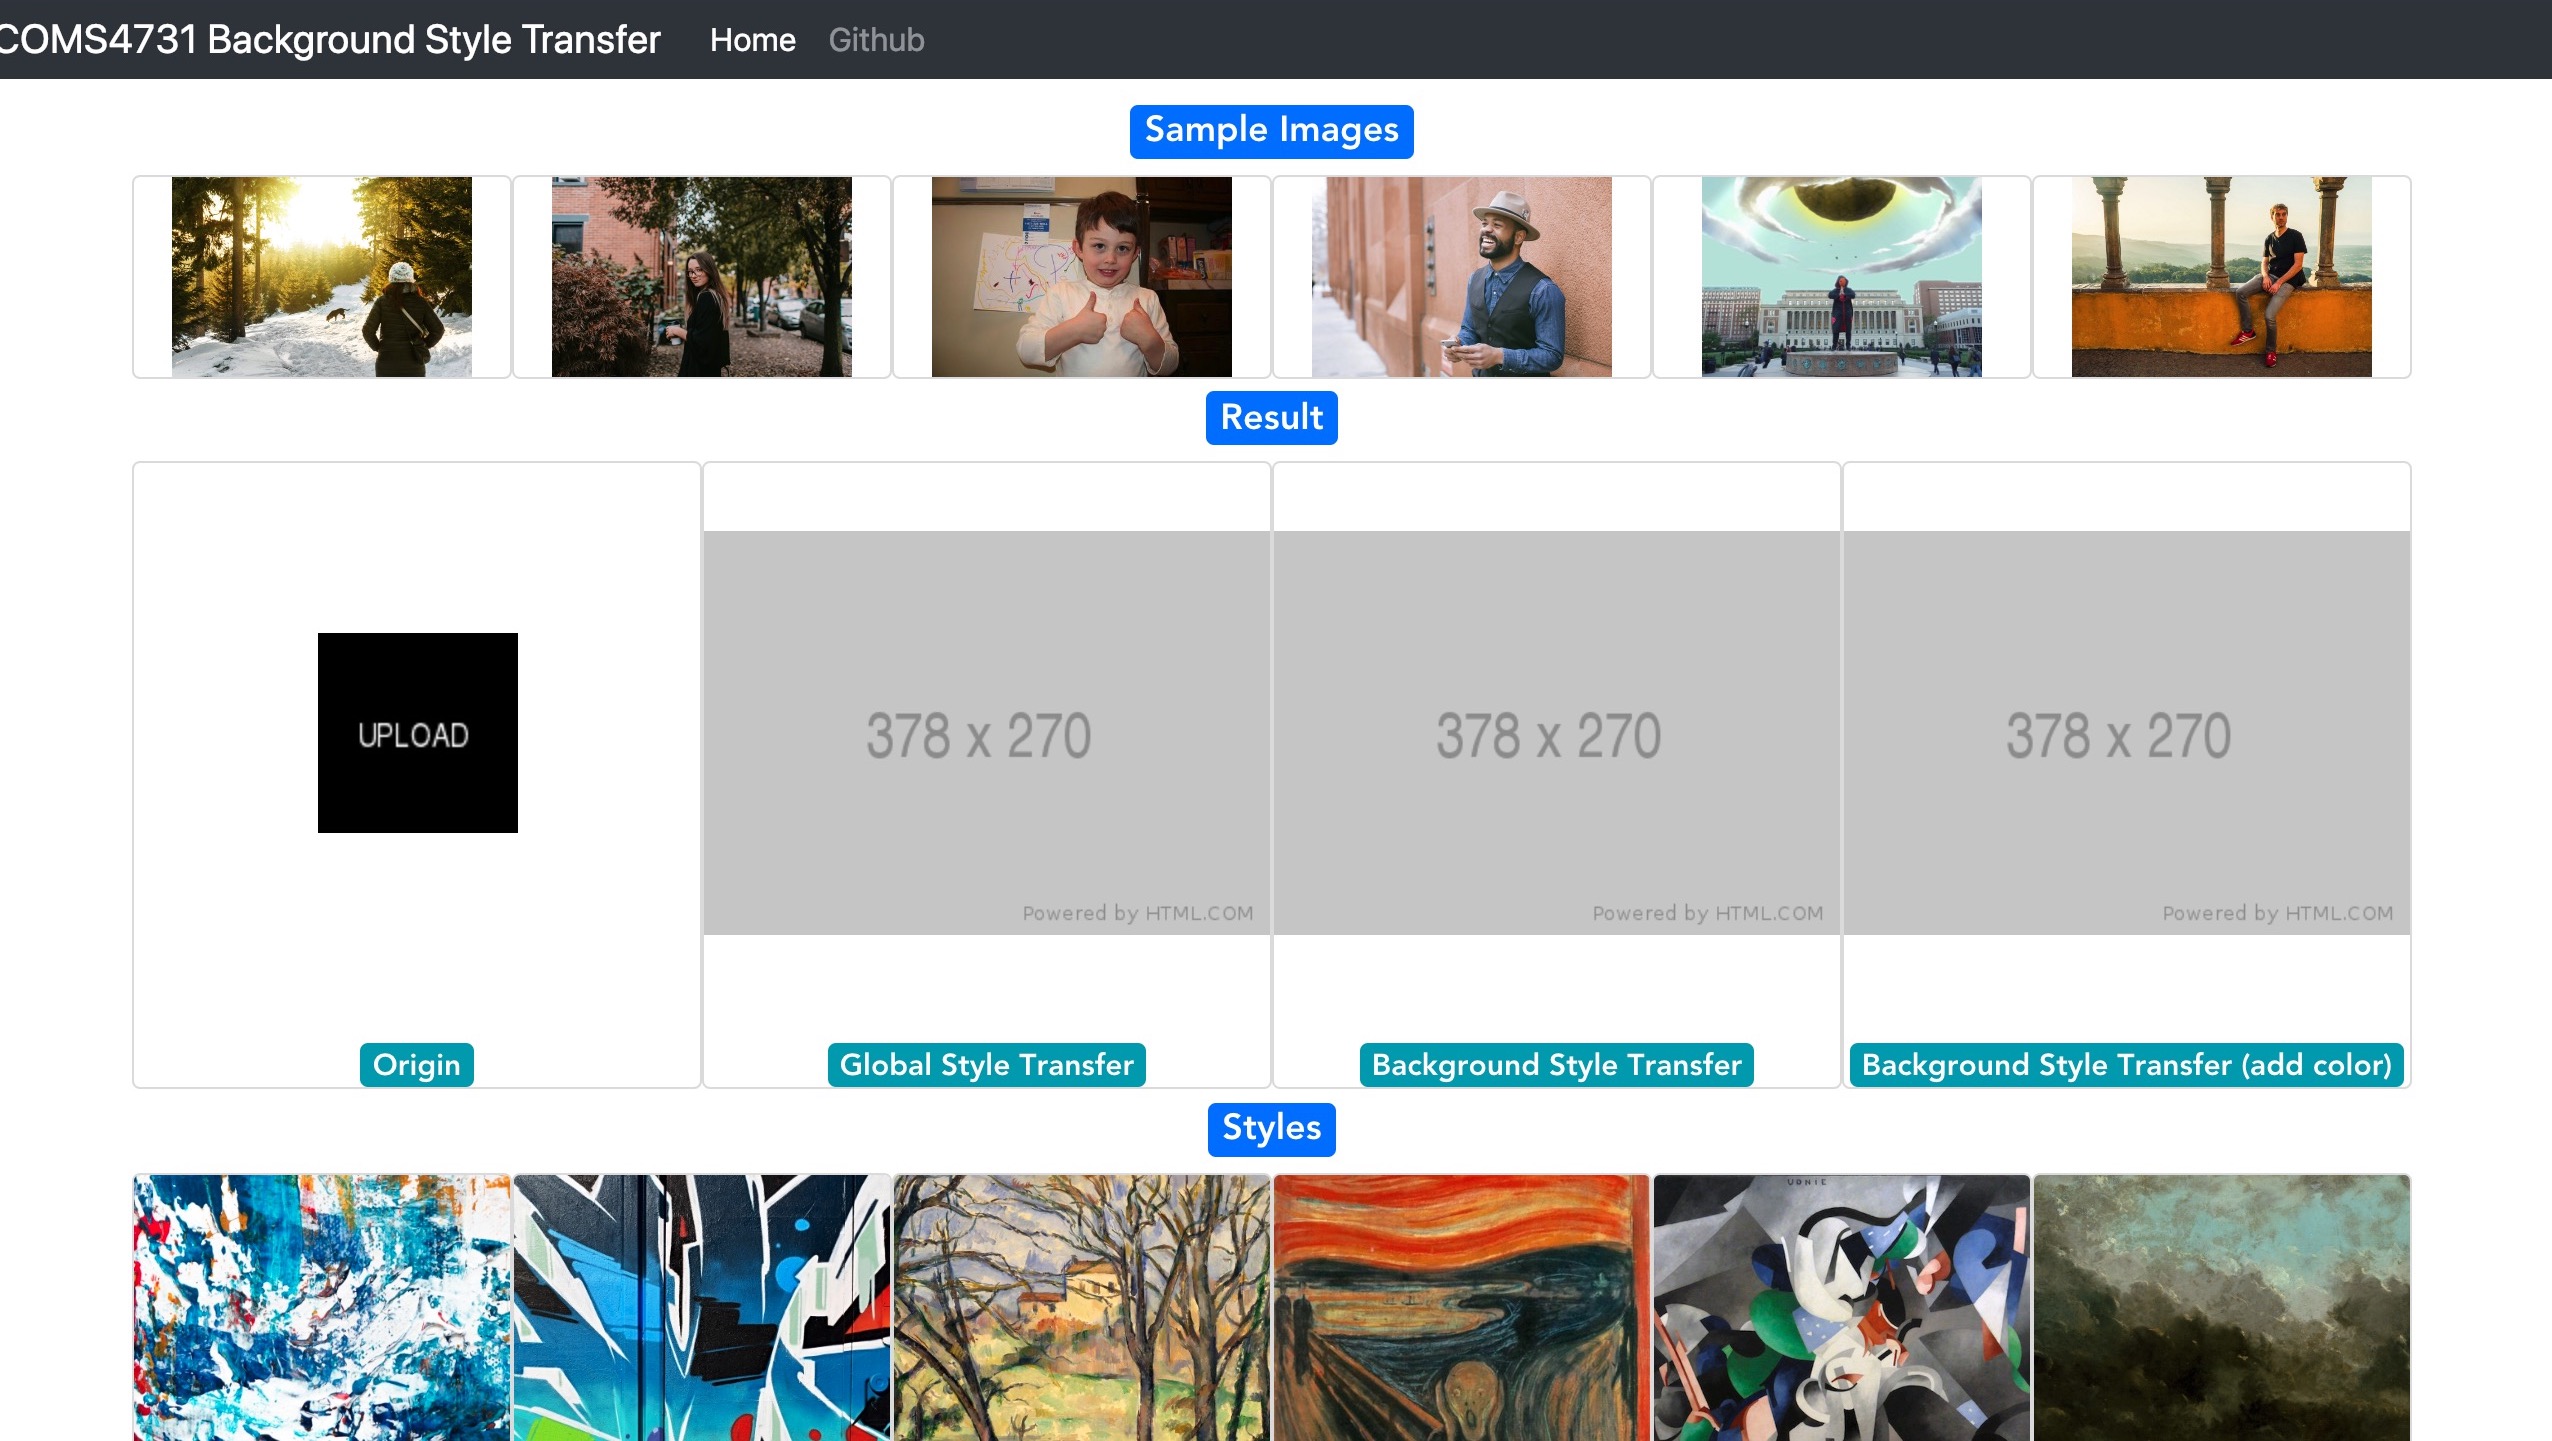 COMS4731 Background Style Transfer Home Github
Sample Images
Result
UPLOAD
378 x 270
378 x 270
378 x 270
Powered by HTML.COM
Powered by HTML.COM
Powered by HTML.COM
Origin
Global Style Transfer
Background Style Transfer
Background Style Transfer (add color)
Styles
UDNIE